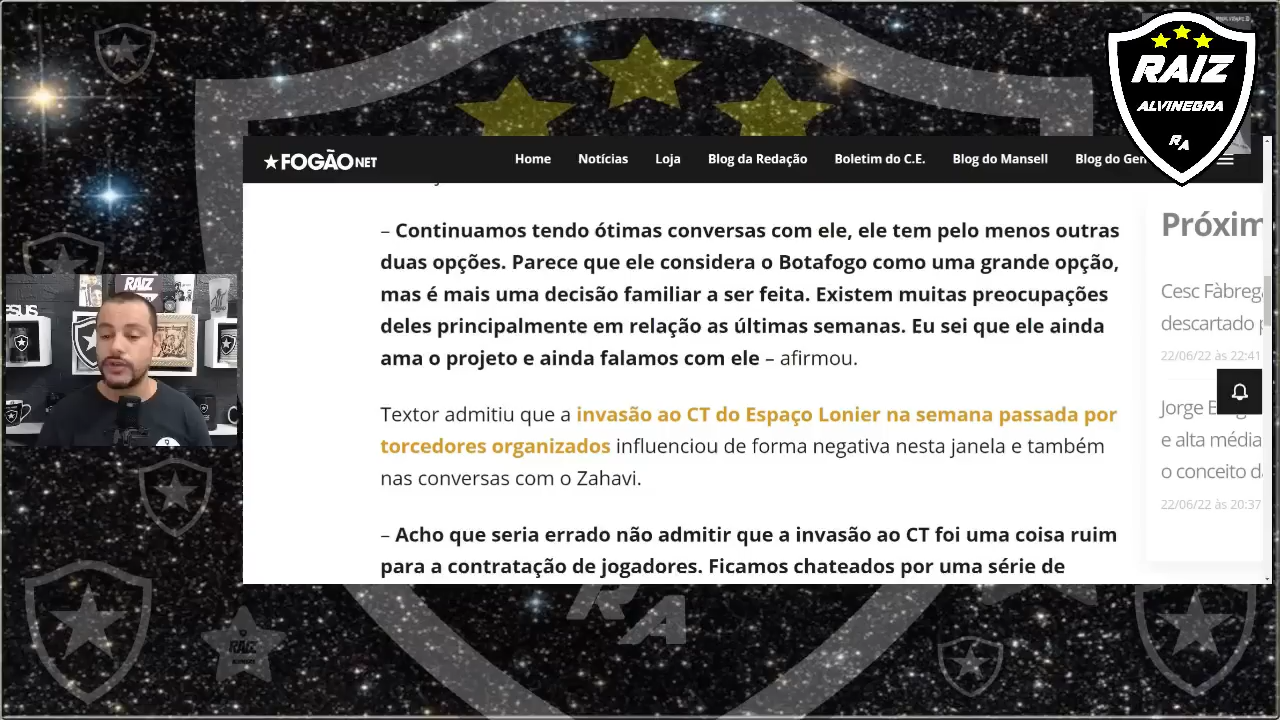 RAIZ
ALVINEGRA
RA
FOGÃONET
Home Notícias Loja Blog da Redação Boletim do C.E. Blog do Mansell Blog do Ger
– Continuamos tendo ótimas conversas com ele, ele tem pelo menos outras
duas opções. Parece que ele considera o Botafogo como uma grande opção,
mas é mais uma decisão familiar a ser feita. Existem muitas preocupações
deles principalmente em relação as últimas semanas. Eu sei que ele ainda
ama o projeto e ainda falamos com ele – afirmou.
Textor admitiu que a invasão ao CT do Espaço Lonier na semana passada por
torcedores organizados influenciou de forma negativa nesta janela e também
nas conversas com o Zahavi.
– Acho que seria errado não admitir que a invasão ao CT foi uma coisa ruim
para a contratação de jogadores. Ficamos chateados por uma série de
Próxim
Cesc Fàbreg
descartado p
22/06/22 às 22:41
Jorge B
e alta média
o conceito da
22/06/22 às 20:37
RAIZ
RA
RAIZ
ALVINEGRA